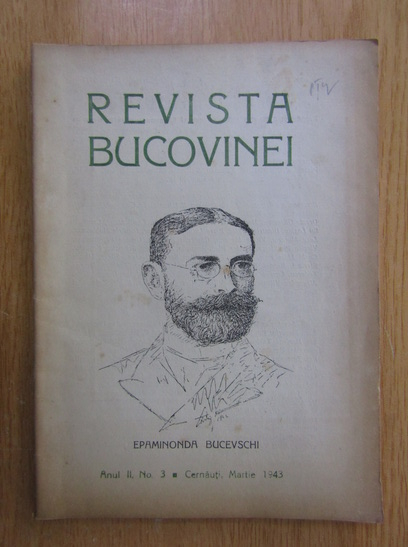 REVISTA
BUCOVINEI
EPAMINONDA BUCEVSCHI
Anul II, No. 3 ▪ Cernăuți, Martie 1943